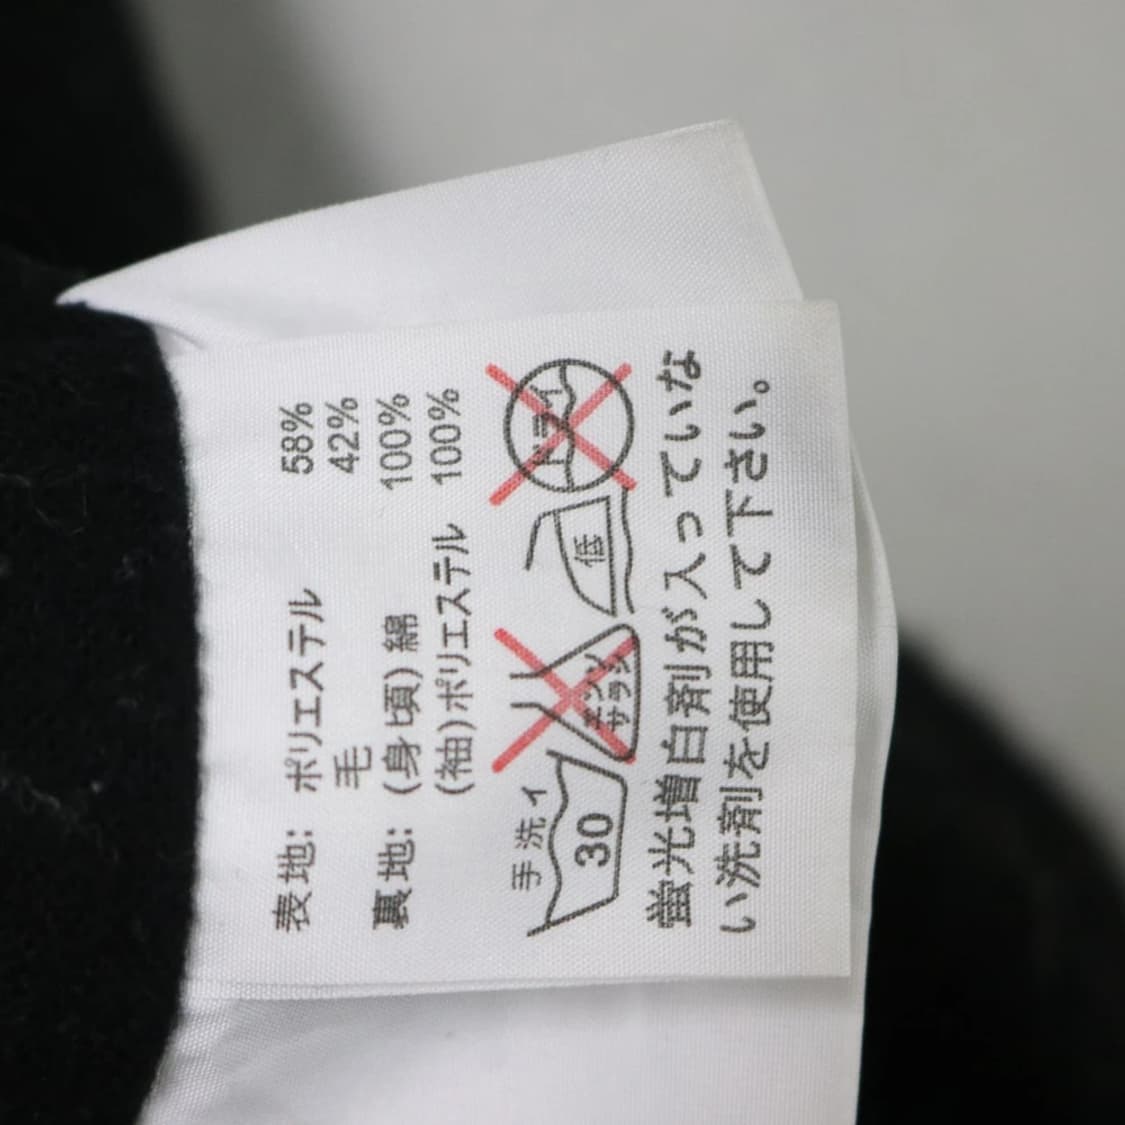 表地: ポリエステル 58%
毛 42%
裏地: (身頃)綿 100%
(袖)ポリエステル 100%
手洗イ
30
エンソ
サラシ
低
ドライ
蛍光増白剤が入っていな
い洗剤を使用して下さい。